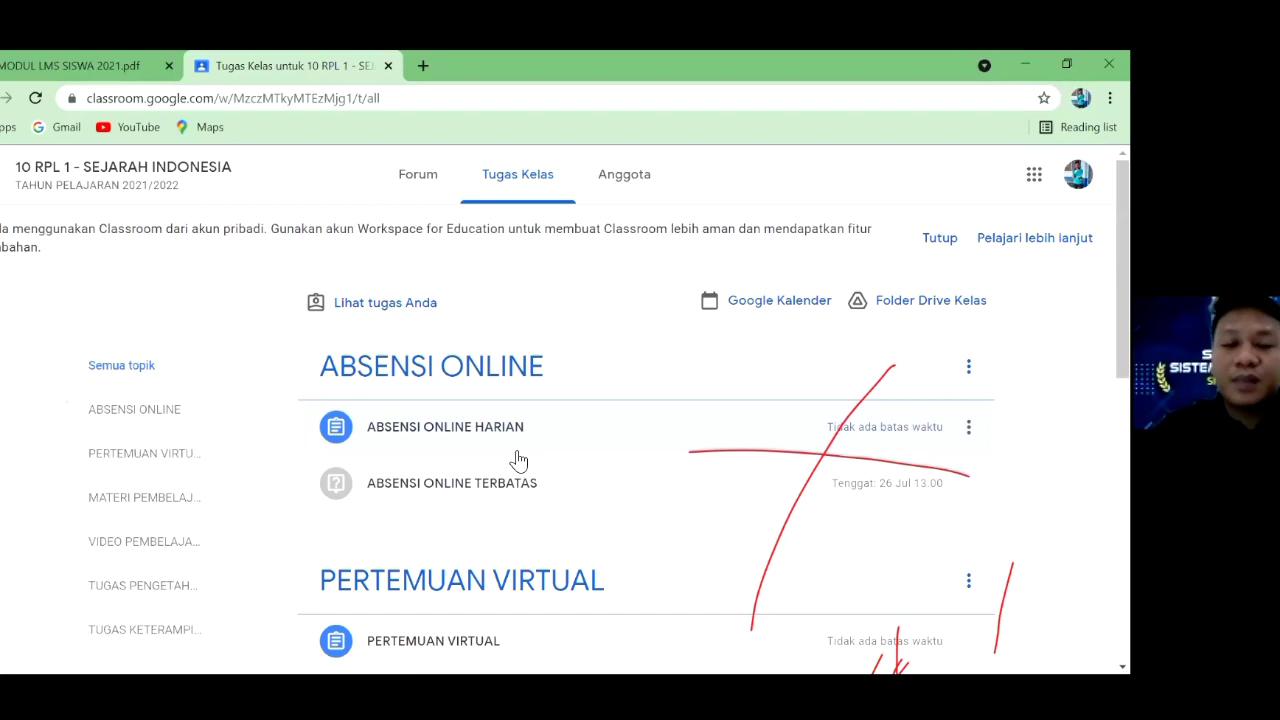 MODUL LMS SISWA 2021.pdf
Tugas Kelas untuk 10 RPL 1 - SEJ
classroom.google.com/w/MzczMTkyMTEzMjg1/t/all
Gmail YouTube Maps Reading list
10 RPL 1 - SEJARAH INDONESIA
TAHUN PELAJARAN 2021/2022
Forum Tugas Kelas Anggota
menggunakan Classroom dari akun pribadi. Gunakan akun Workspace for Education untuk membuat Classroom lebih aman dan mendapatkan fitur
Tutup Pelajari lebih lanjut
Lihat tugas Anda
Google Kalender Folder Drive Kelas
Semua topik
ABSENSI ONLINE
PERTEMUAN VIRTU...
MATERI PEMBELAJ...
VIDEO PEMBELAJA...
TUGAS PENGETAH...
TUGAS KETERAMPI...
ABSENSI ONLINE
ABSENSI ONLINE HARIAN Tidak ada batas waktu
ABSENSI ONLINE TERBATAS Tenggat: 26 Jul 13.00
PERTEMUAN VIRTUAL
PERTEMUAN VIRTUAL Tidak ada batas waktu